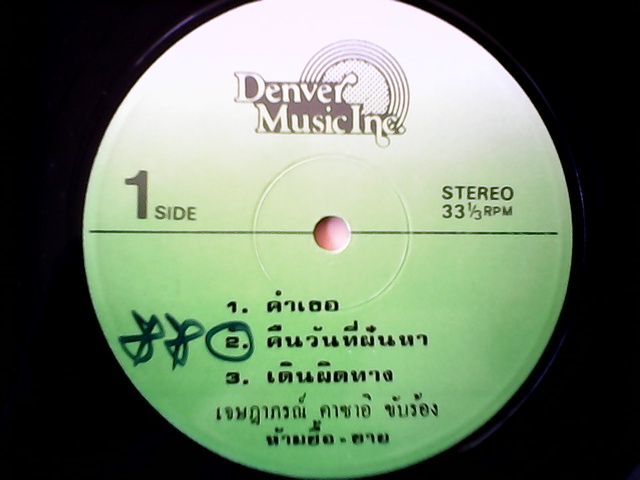 Denver
Music Inc.
1 SIDE
STEREO
33 1/3 RPM
1. คำเธอ
2. คืนวันที่ผันหา
3. เดินผิดทาง
เจษฎาภรณ์ คาซาอิ ขับร้อง
ห้ามซื้อ - ขาย